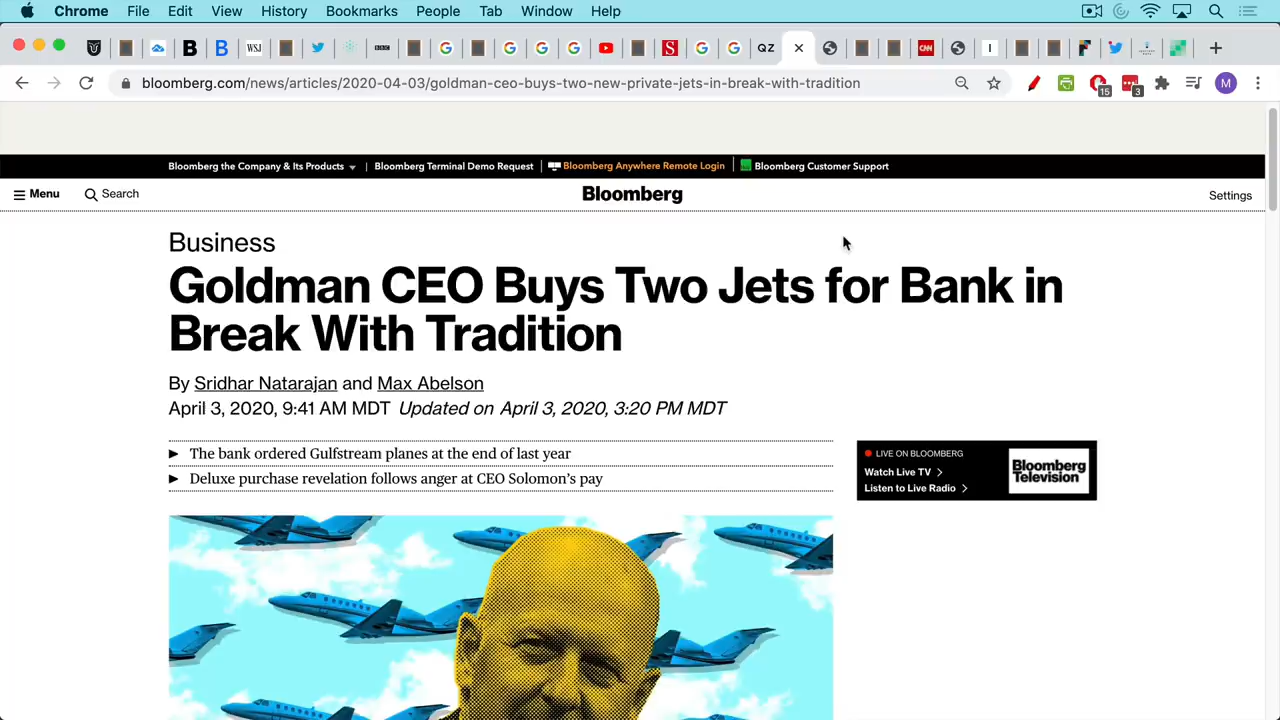 Chrome File Edit View History Bookmarks People Tab Window Help
WSJ BBC S QZ CNN
bloomberg.com/news/articles/2020-04-03/goldman-ceo-buys-two-new-private-jets-in-break-with-tradition 15 3 M
Bloomberg the Company & Its Products | Bloomberg Terminal Demo Request | Bloomberg Anywhere Remote Login | Bloomberg Customer Support
Menu Search Bloomberg Settings
Business
Goldman CEO Buys Two Jets for Bank in
Break With Tradition
By Sridhar Natarajan and Max Abelson
April 3, 2020, 9:41 AM MDT Updated on April 3, 2020, 3:20 PM MDT
The bank ordered Gulfstream planes at the end of last year
Deluxe purchase revelation follows anger at CEO Solomon's pay
LIVE ON BLOOMBERG
Watch Live TV
Listen to Live Radio
Bloomberg
Television